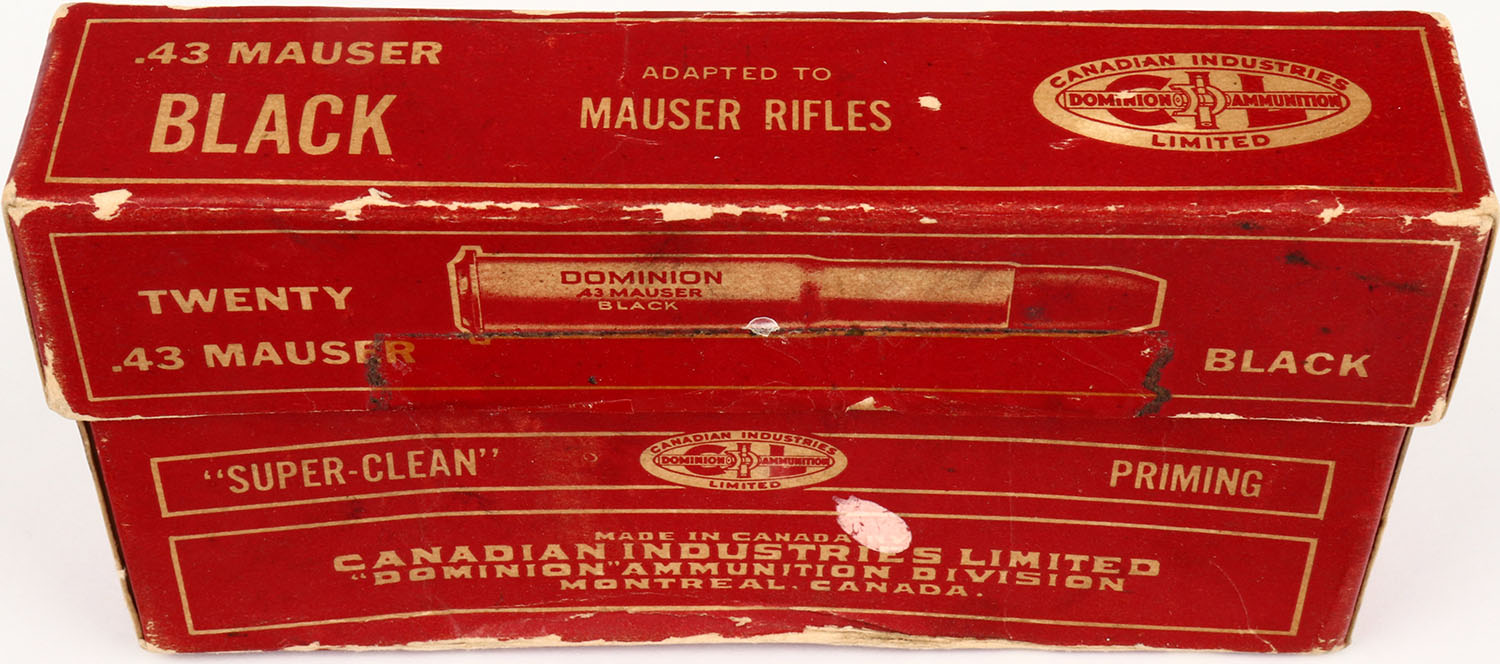 .43 MAUSER
BLACK
ADAPTED TO
MAUSER RIFLES
CANADIAN INDUSTRIES
CIL
DOMINION AMMUNITION
LIMITED
TWENTY
.43 MAUSER
DOMINION
.43 MAUSER
BLACK
BLACK
"SUPER-CLEAN"
CANADIAN INDUSTRIES
CIL
DOMINION AMMUNITION
LIMITED
PRIMING
MADE IN CANADA
CANADIAN INDUSTRIES LIMITED
"DOMINION" AMMUNITION DIVISION
MONTREAL. CANADA.